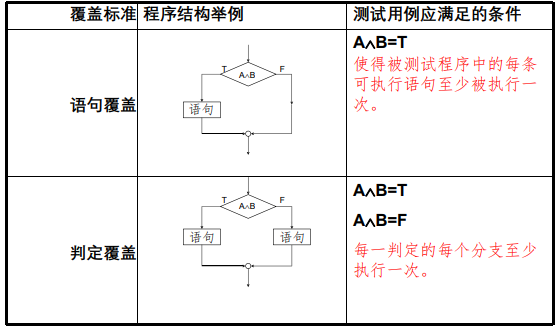 覆盖标准 程序结构举例 测试用例应满足的条件
语句覆盖
T A∧B F
语句
A∧B=T
使得被测试程序中的每条
可执行语句至少被执行一
次。
判定覆盖
T A∧B F
语句 语句
A∧B=T
A∧B=F
每一判定的每个分支至少
执行一次。